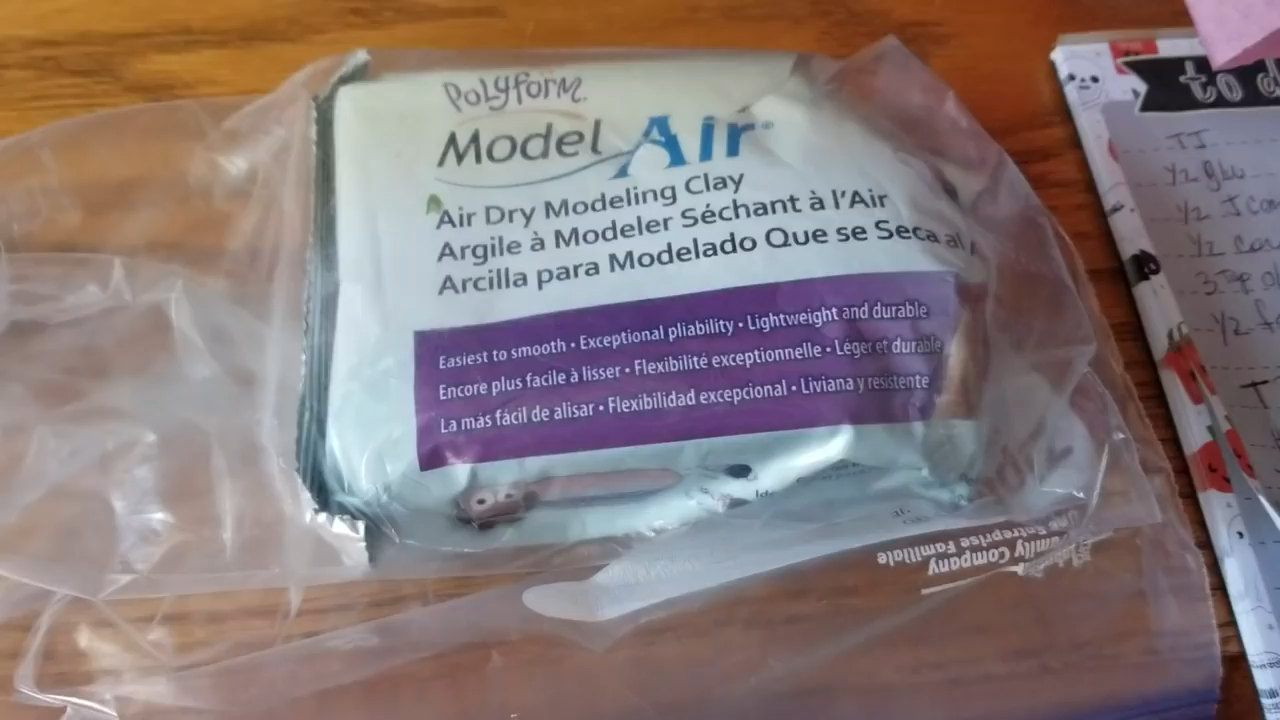 Polyform
Model Air®
Air Dry Modeling Clay
Argile à Modeler Séchant à l'Air
Arcilla para Modelado Que se Seca al
Easiest to smooth • Exceptional pliability • Lightweight and durable
Encore plus facile à lisser • Flexibilité exceptionnelle • Léger et durable
La más fácil de alisar • Flexibilidad excepcional • Liviana y resistente
Family Company
Une Entreprise Familiale
to d
TJ
1/2 glu
1/2
1/2
3
1/2